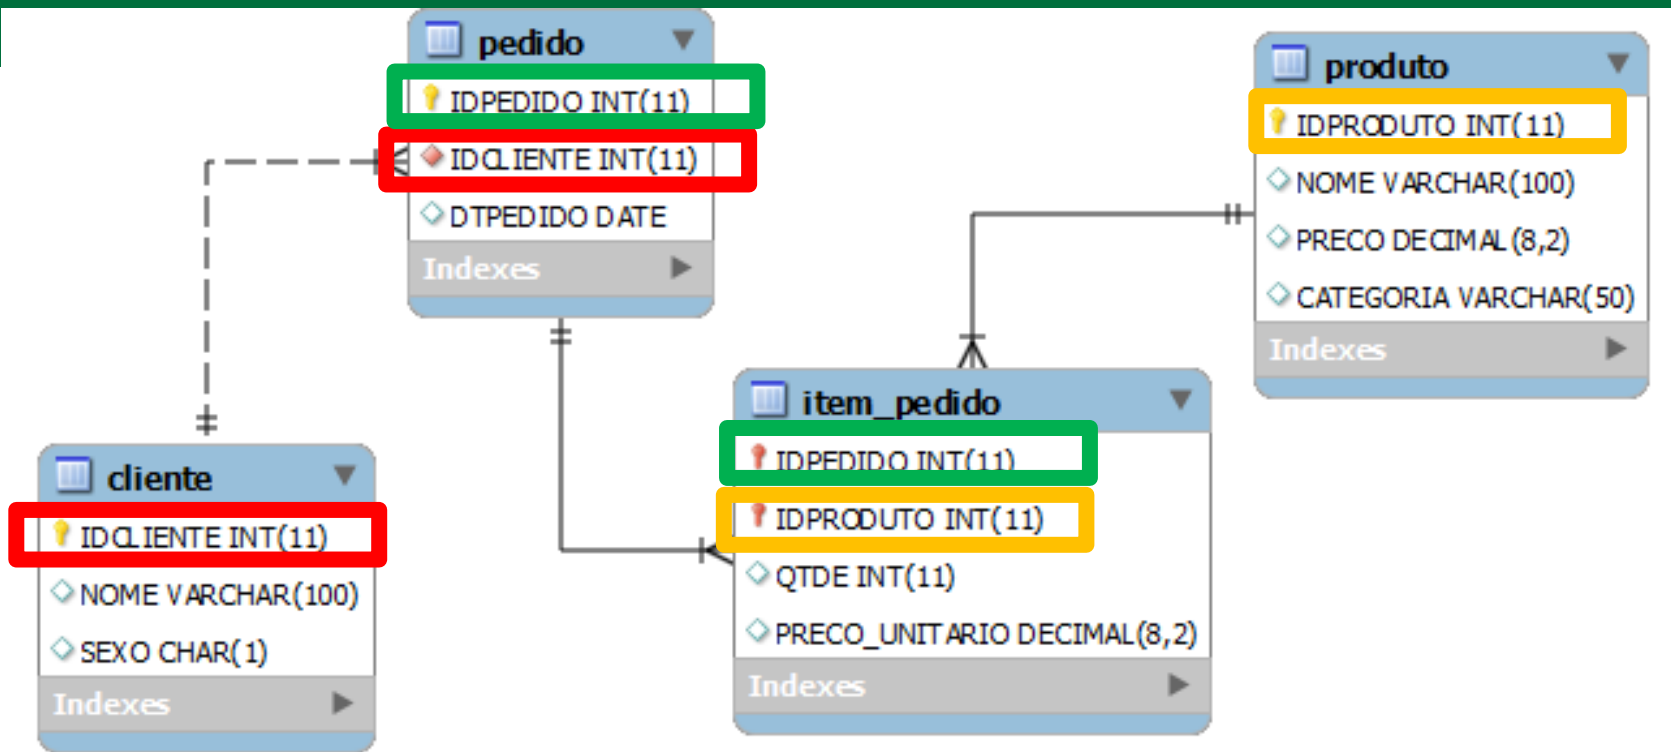 pedido
IDPEDIDO INT(11)
IDCLIENTE INT(11)
DTPEDIDO DATE
Indexes
produto
IDPRODUTO INT(11)
NOME VARCHAR(100)
PRECO DECIMAL(8,2)
CATEGORIA VARCHAR(50)
Indexes
item_pedido
IDPEDIDO INT(11)
IDPRODUTO INT(11)
QTDE INT(11)
PRECO_UNITARIO DECIMAL(8,2)
Indexes
cliente
IDCLIENTE INT(11)
NOME VARCHAR(100)
SEXO CHAR(1)
Indexes